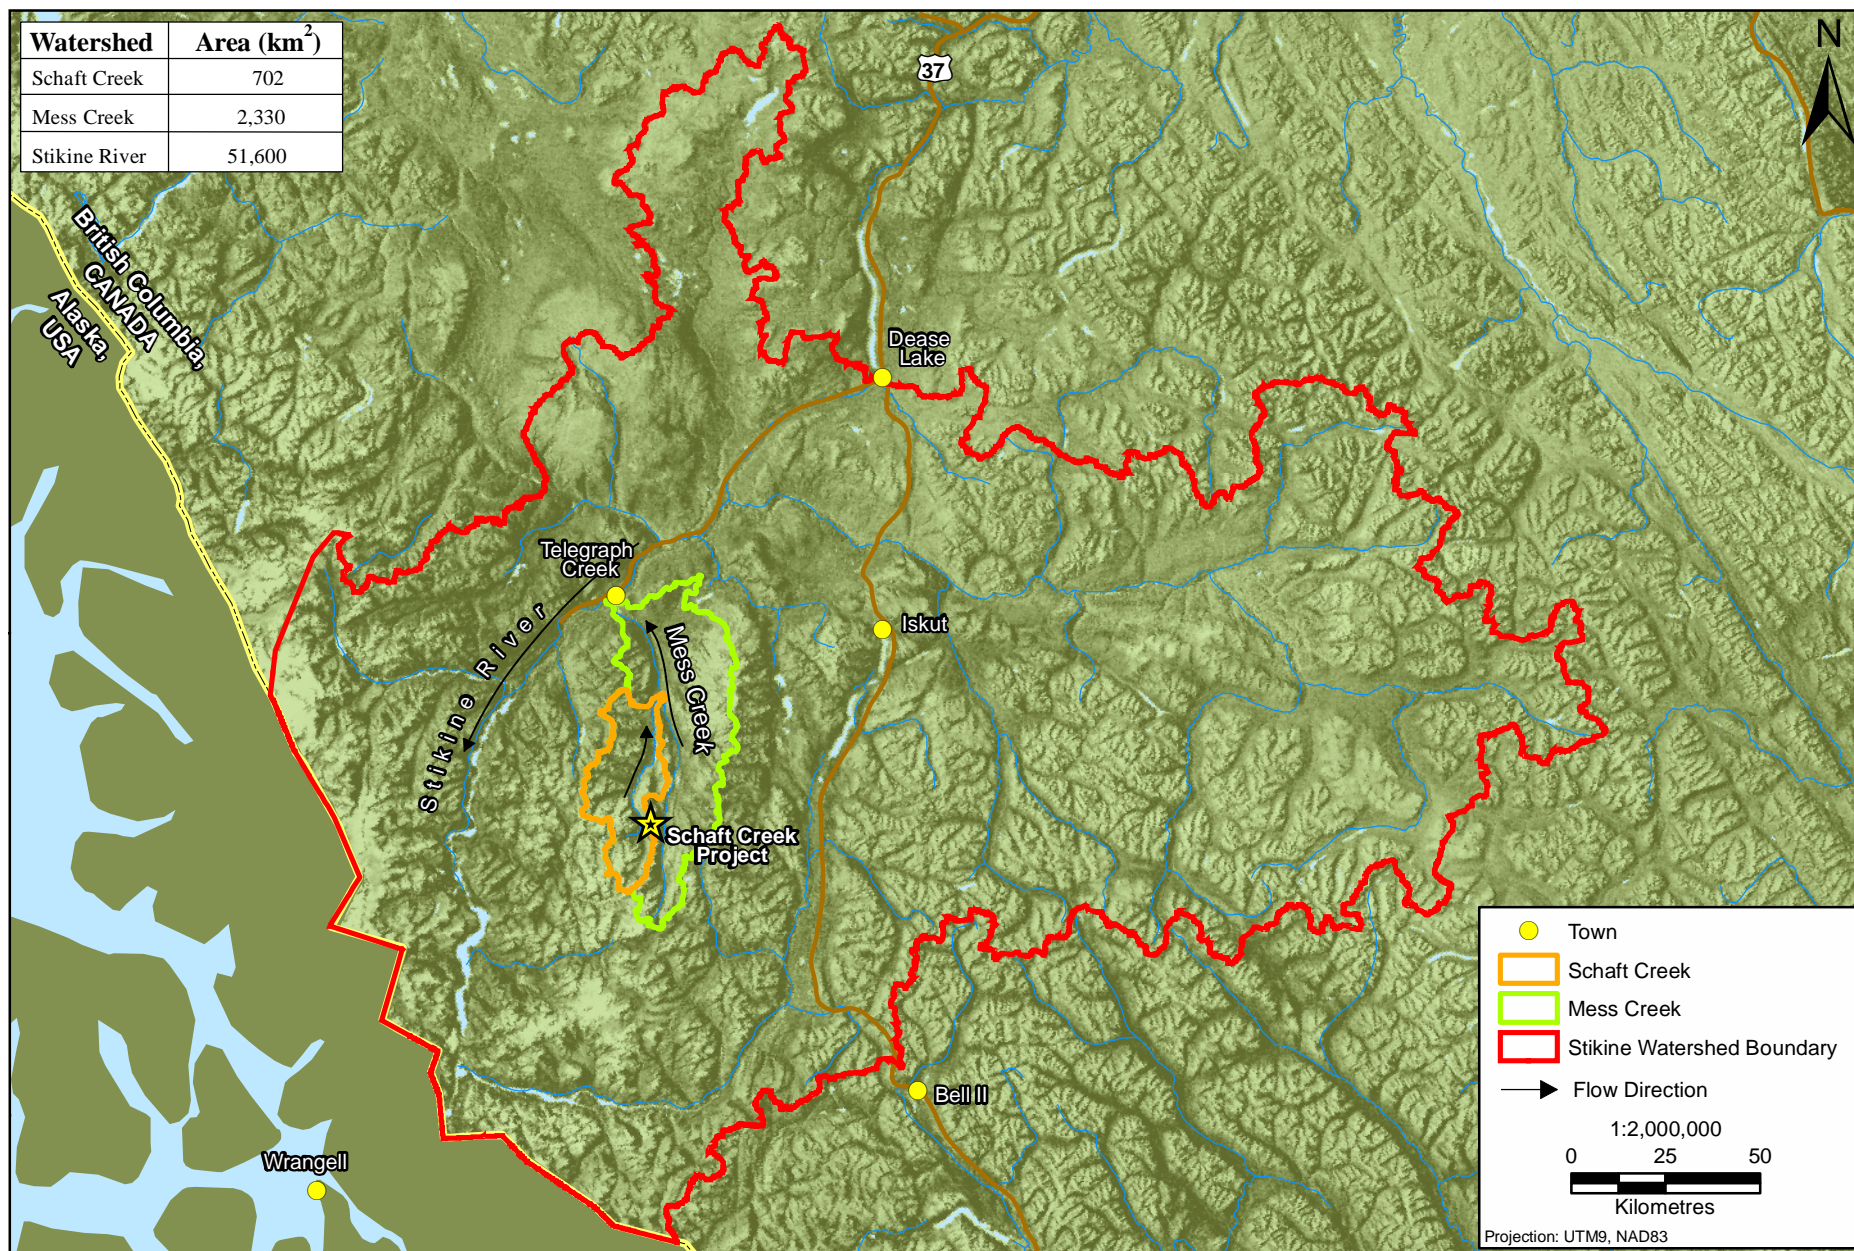 Watershed Area (km²)
Schaft Creek 702
Mess Creek 2,330
Stikine River 51,600
N
37
British Columbia,
CANADA
Alaska,
USA
Dease
Lake
Telegraph
Creek
Iskut
Stikine River
Mess Creek
Schaft Creek
Project
Bell II
Wrangell
Town
Schaft Creek
Mess Creek
Stikine Watershed Boundary
Flow Direction
1:2,000,000
0 25 50
Kilometres
Projection: UTM9, NAD83